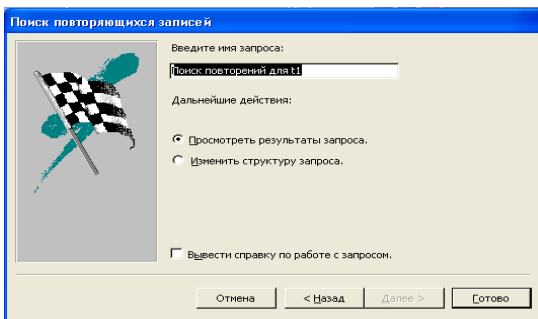 Поиск повторяющихся записей
Введите имя запроса:
Поиск повторений для t1
Дальнейшие действия:
Просмотреть результаты запроса.
Изменить структуру запроса.
Вывести справку по работе с запросом.
Отмена
< Назад
Далее >
Готово